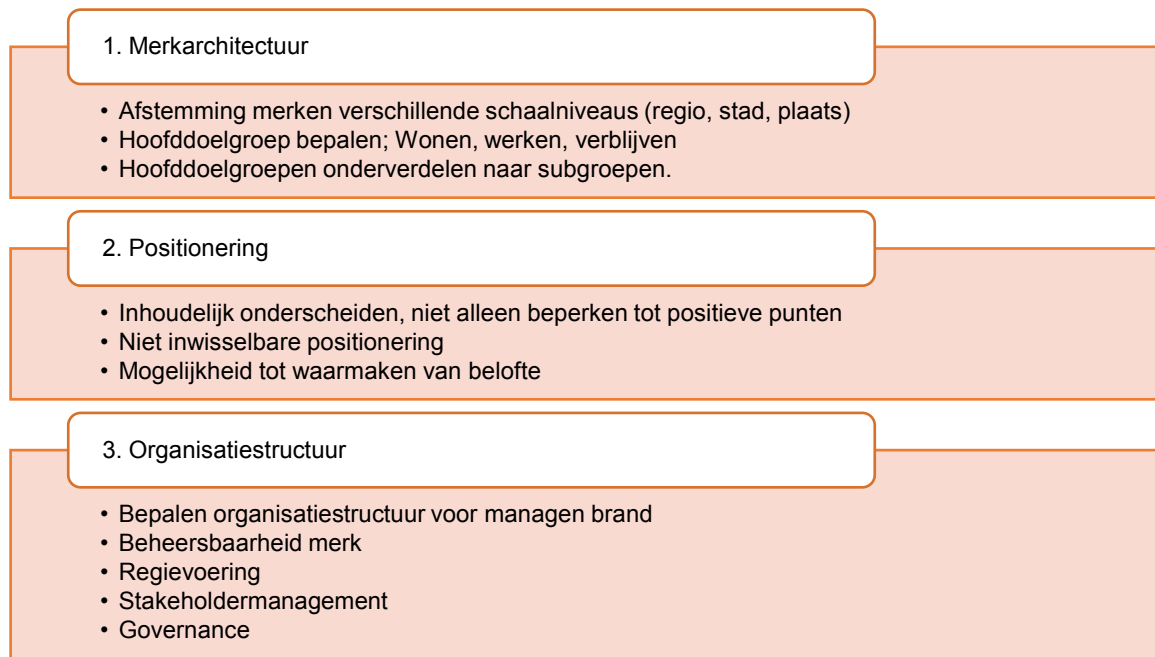 1. Merkarchitectuur
• Afstemming merken verschillende schaalniveaus (regio, stad, plaats)
• Hoofddoelgroep bepalen; Wonen, werken, verblijven
• Hoofddoelgroepen onderverdelen naar subgroepen.
2. Positionering
• Inhoudelijk onderscheiden, niet alleen beperken tot positieve punten
• Niet inwisselbare positionering
• Mogelijkheid tot waarmaken van belofte
3. Organisatiestructuur
• Bepalen organisatiestructuur voor managen brand
• Beheersbaarheid merk
• Regievoering
• Stakeholdermanagement
• Governance